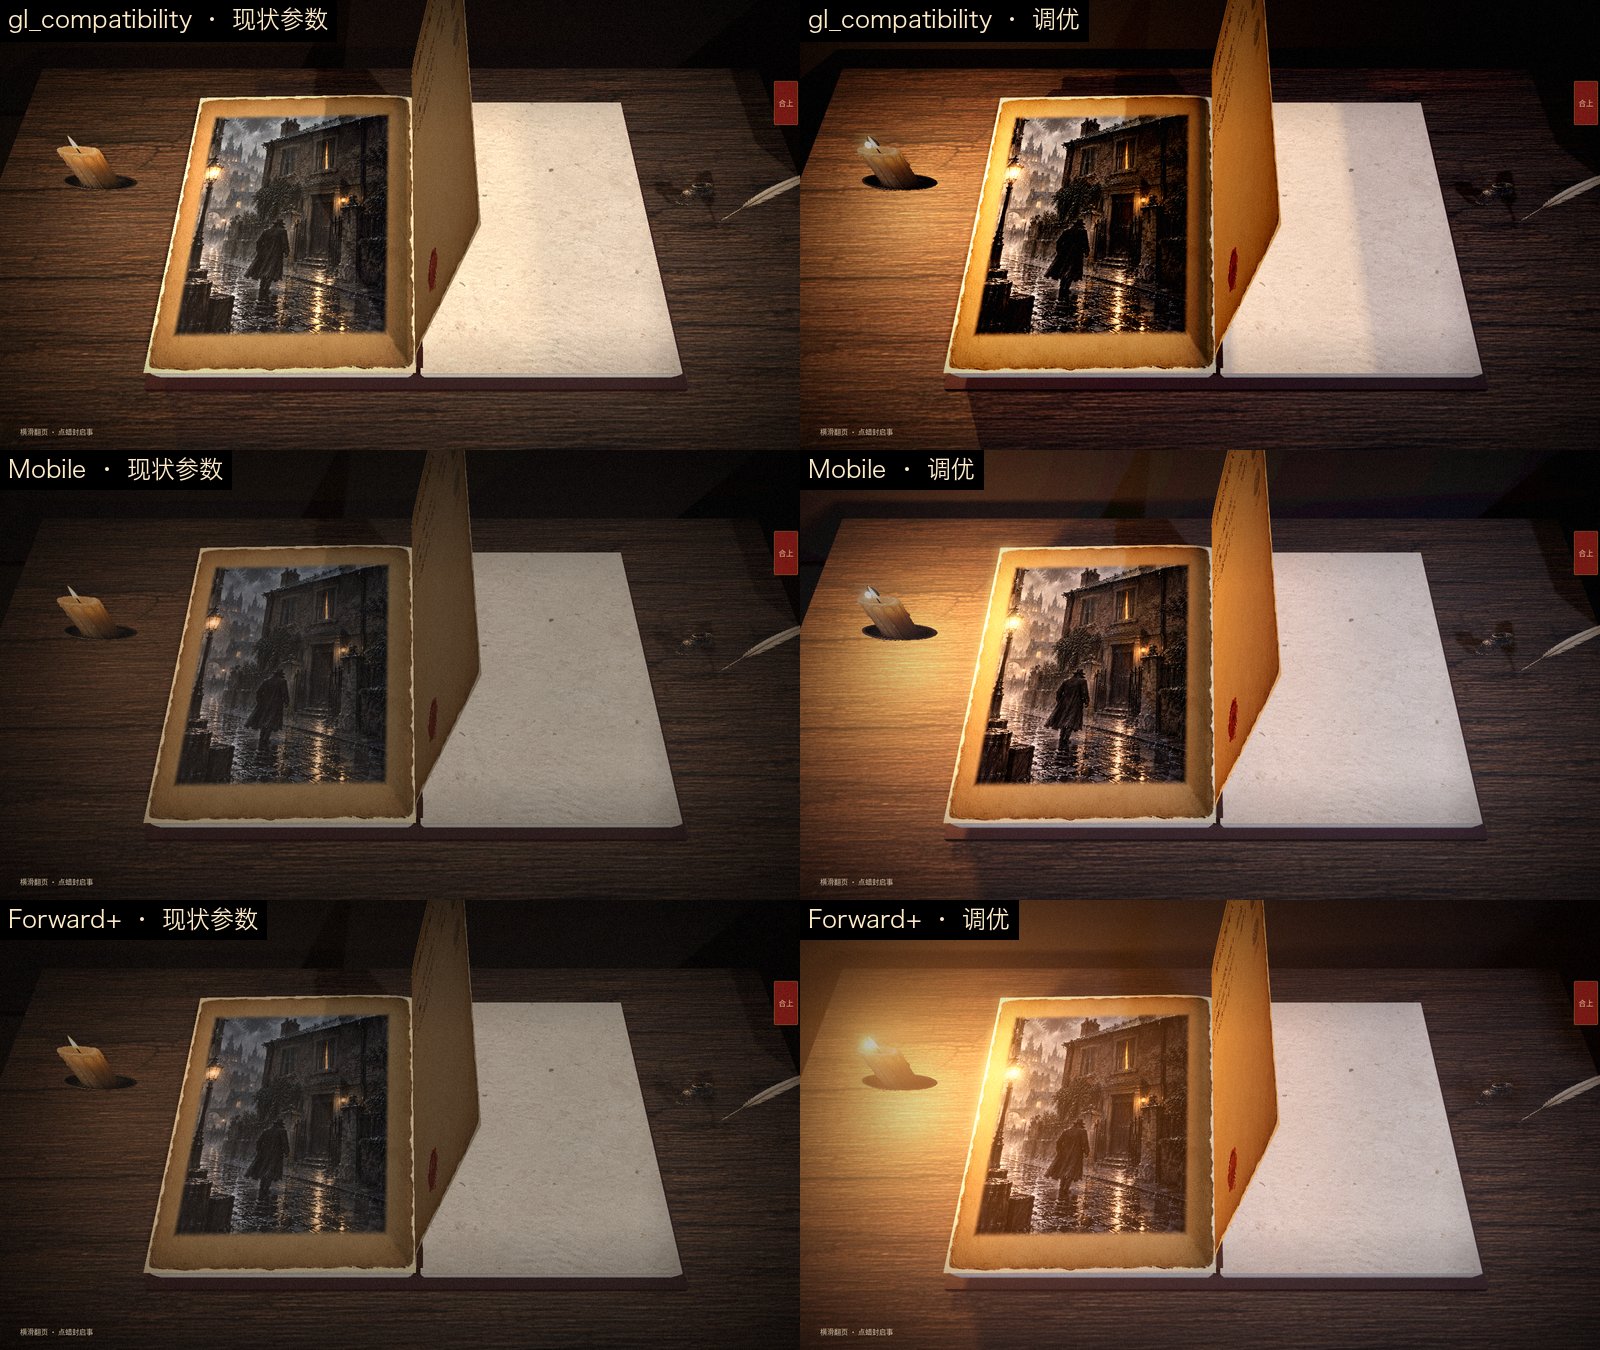 gl_compatibility · 现状参数
gl_compatibility · 调优
合上
合上
横滑翻页 · 点蜡封启事
横滑翻页 · 点蜡封启事
Mobile · 现状参数
Mobile · 调优
合上
合上
横滑翻页 · 点蜡封启事
横滑翻页 · 点蜡封启事
Forward+ · 现状参数
Forward+ · 调优
合上
合上
横滑翻页 · 点蜡封启事
横滑翻页 · 点蜡封启事